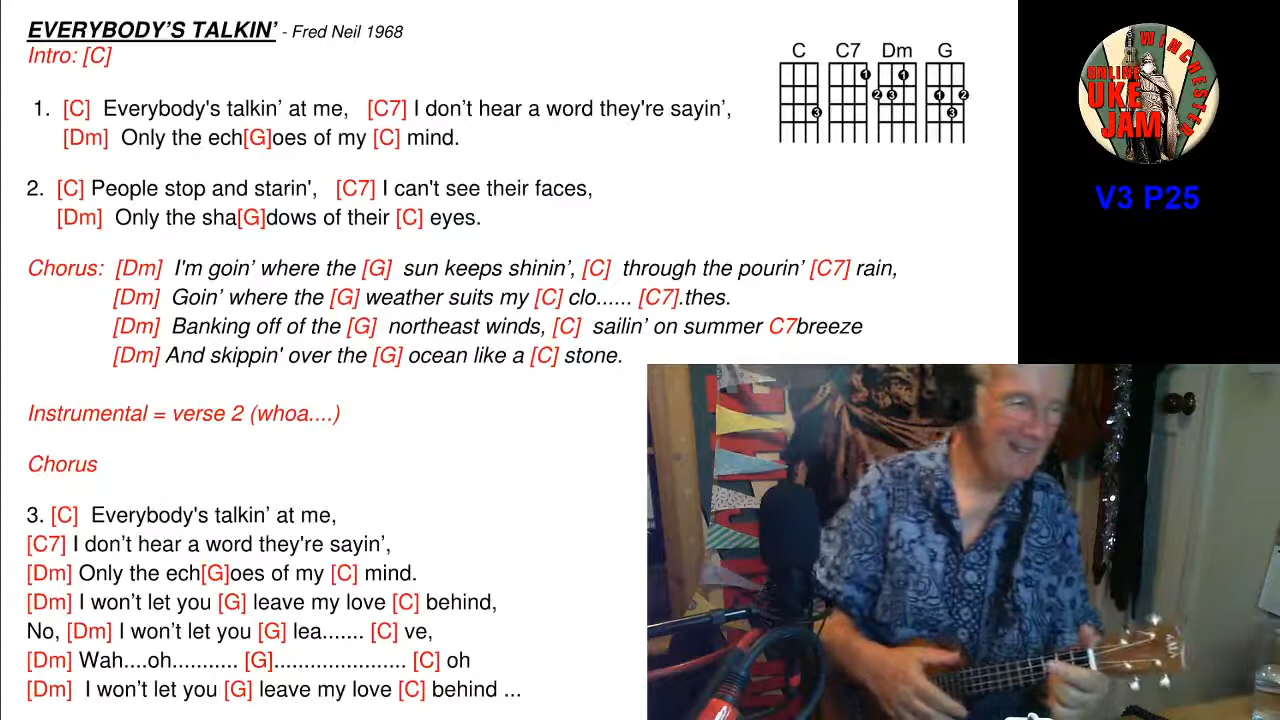 EVERYBODY'S TALKIN' - Fred Neil 1968
Intro: [C]
C C7 Dm G
1. [C] Everybody's talkin' at me, [C7] I don't hear a word they're sayin',
[Dm] Only the ech[G]oes of my [C] mind.
2. [C] People stop and starin', [C7] I can't see their faces,
[Dm] Only the sha[G]dows of their [C] eyes.
Chorus: [Dm] I'm goin' where the [G] sun keeps shinin', [C] through the pourin' [C7] rain,
[Dm] Goin' where the [G] weather suits my [C] clo...... [C7].thes.
[Dm] Banking off of the [G] northeast winds, [C] sailin' on summer C7breeze
[Dm] And skippin' over the [G] ocean like a [C] stone.
Instrumental = verse 2 (whoa....)
Chorus
3. [C] Everybody's talkin' at me,
[C7] I don't hear a word they're sayin',
[Dm] Only the ech[G]oes of my [C] mind.
[Dm] I won't let you [G] leave my love [C] behind,
No, [Dm] I won't let you [G] lea....... [C] ve,
[Dm] Wah....oh........... [G]...................... [C] oh
[Dm] I won't let you [G] leave my love [C] behind ...
WINCHESTER
ONLINE
UKE
JAM
V3 P25